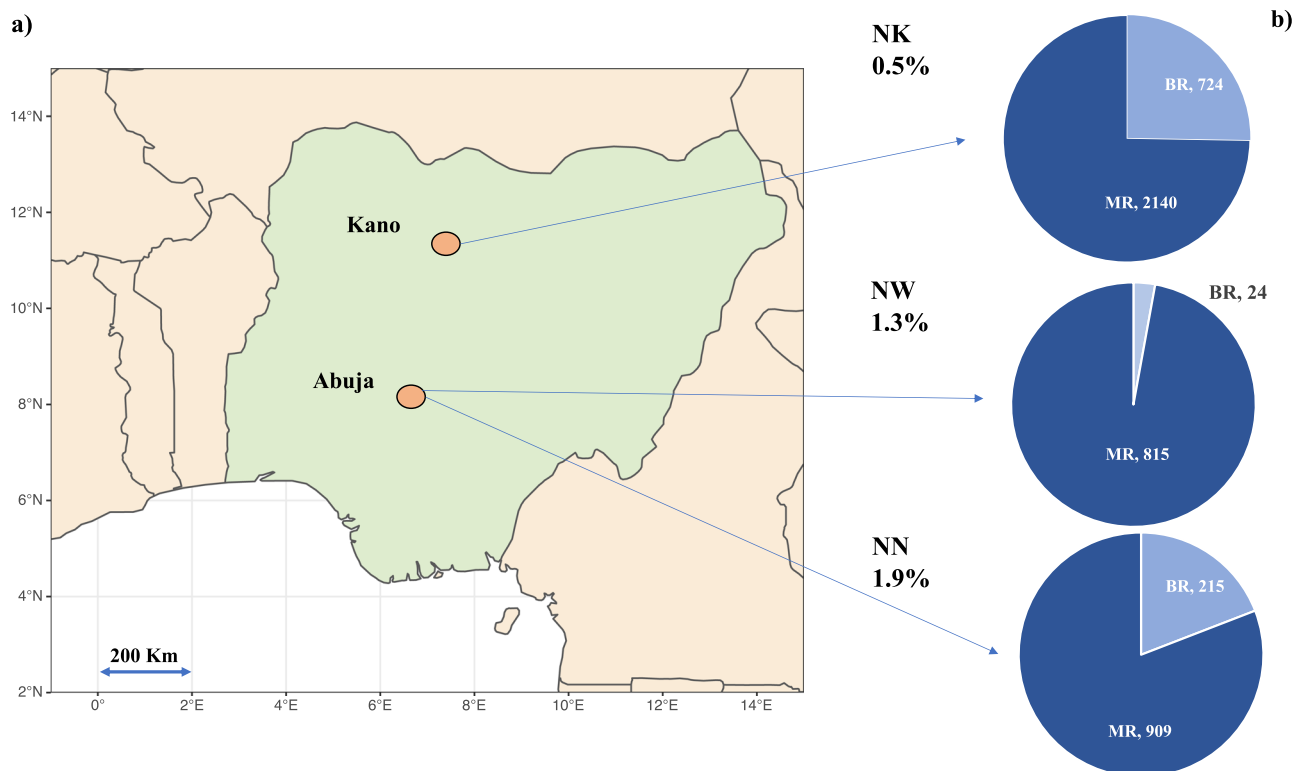 a)
14°N
12°N
10°N
8°N
6°N
4°N
2°N
0°
2°E
4°E
6°E
8°E
10°E
12°E
14°E
Kano
Abuja
200 Km
b)
NK
0.5%
BR, 724
MR, 2140
NW
1.3%
BR, 24
MR, 815
NN
1.9%
BR, 215
MR, 909